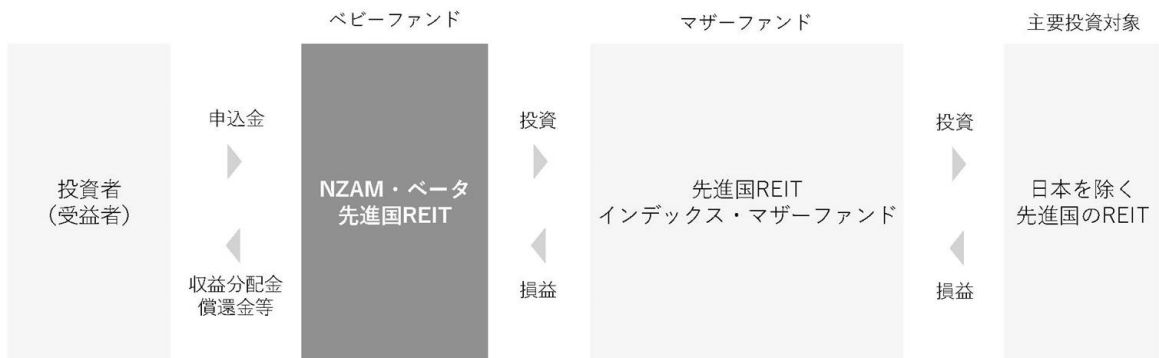 ベビーファンド
マザーファンド
主要投資対象
投資者
（受益者）
申込金
収益分配金
償還金等
NZAM・ベータ
先進国REIT
投資
損益
先進国REIT
インデックス・マザーファンド
投資
損益
日本を除く
先進国のREIT